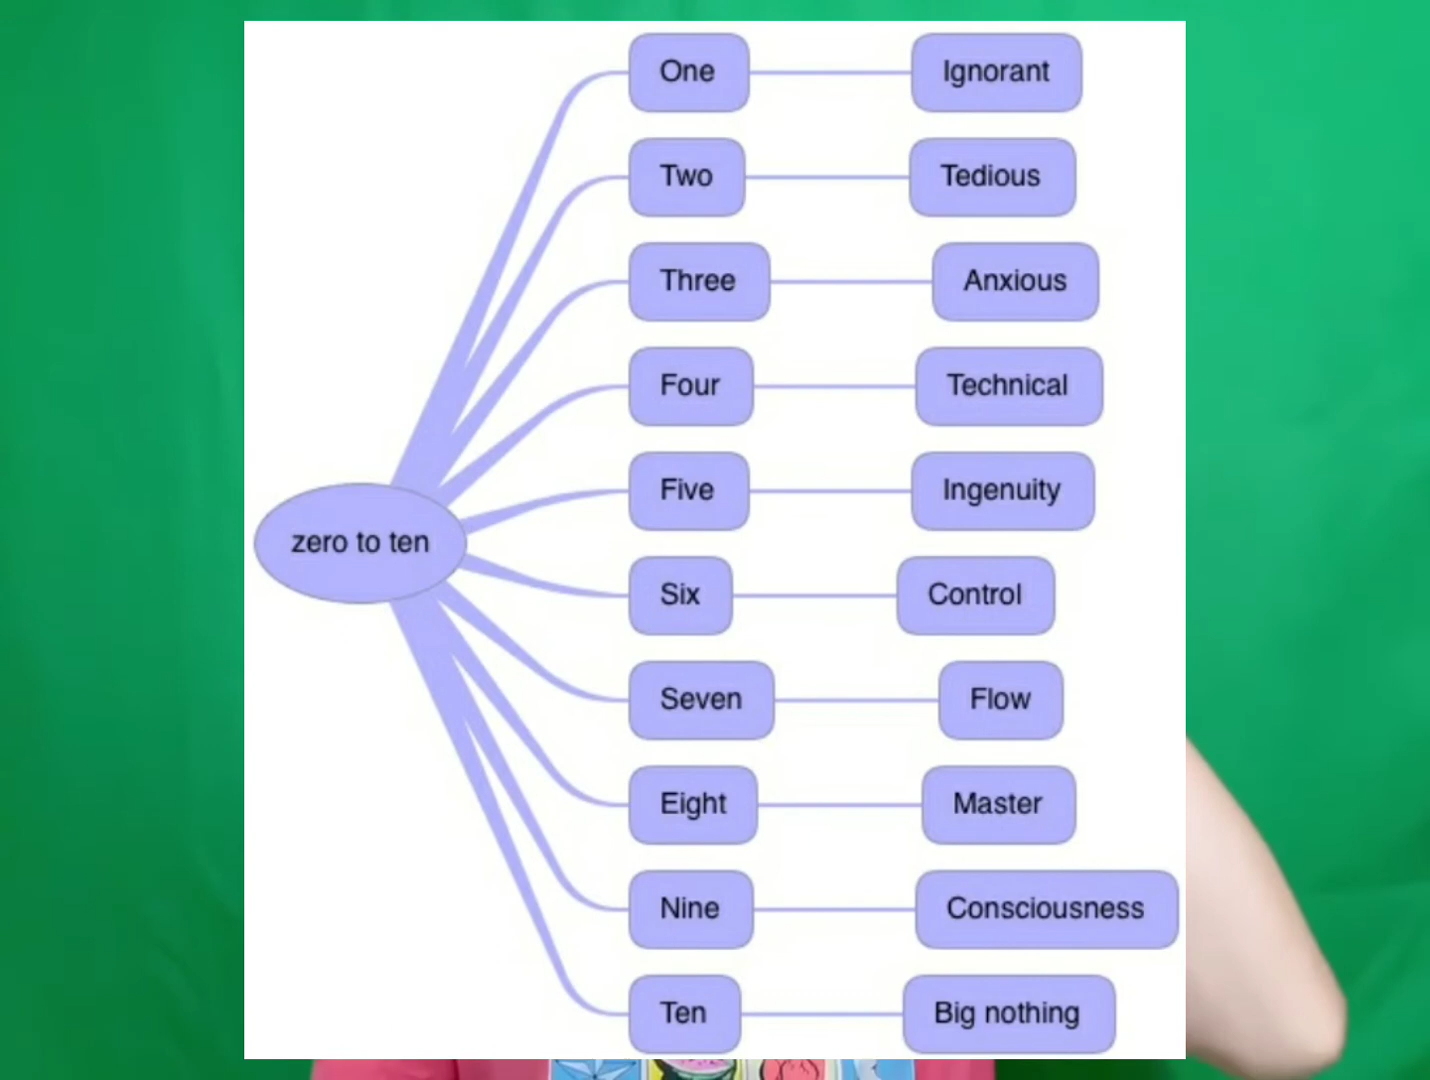 One Ignorant
Two Tedious
Three Anxious
Four Technical
Five Ingenuity
zero to ten
Six Control
Seven Flow
Eight Master
Nine Consciousness
Ten Big nothing